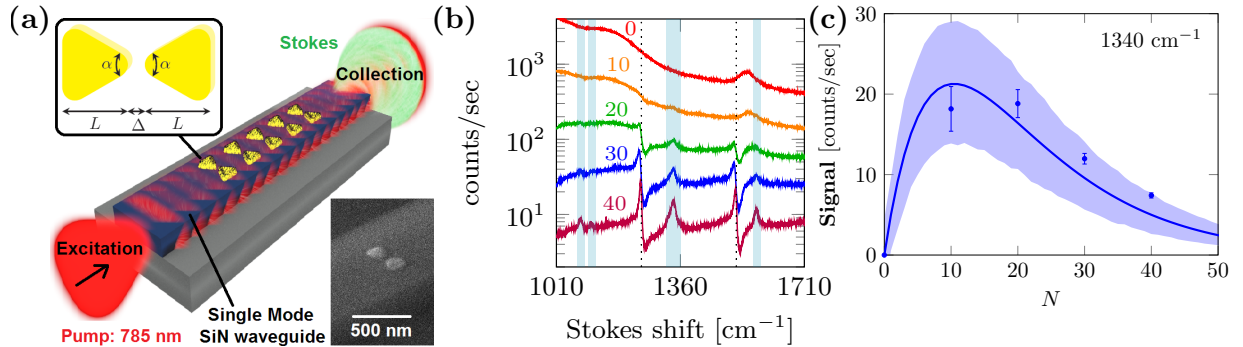 (a)
α
α
L
Δ
L
Stokes
Collection
Excitation
Pump: 785 nm
Single Mode
SiN waveguide
500 nm
(b)
counts/sec
10³
10²
10¹
0
10
20
30
40
1010
1360
1710
Stokes shift [cm⁻¹]
(c)
Signal [counts/sec]
30
20
10
0
1340 cm⁻¹
0
10
20
30
40
50
N